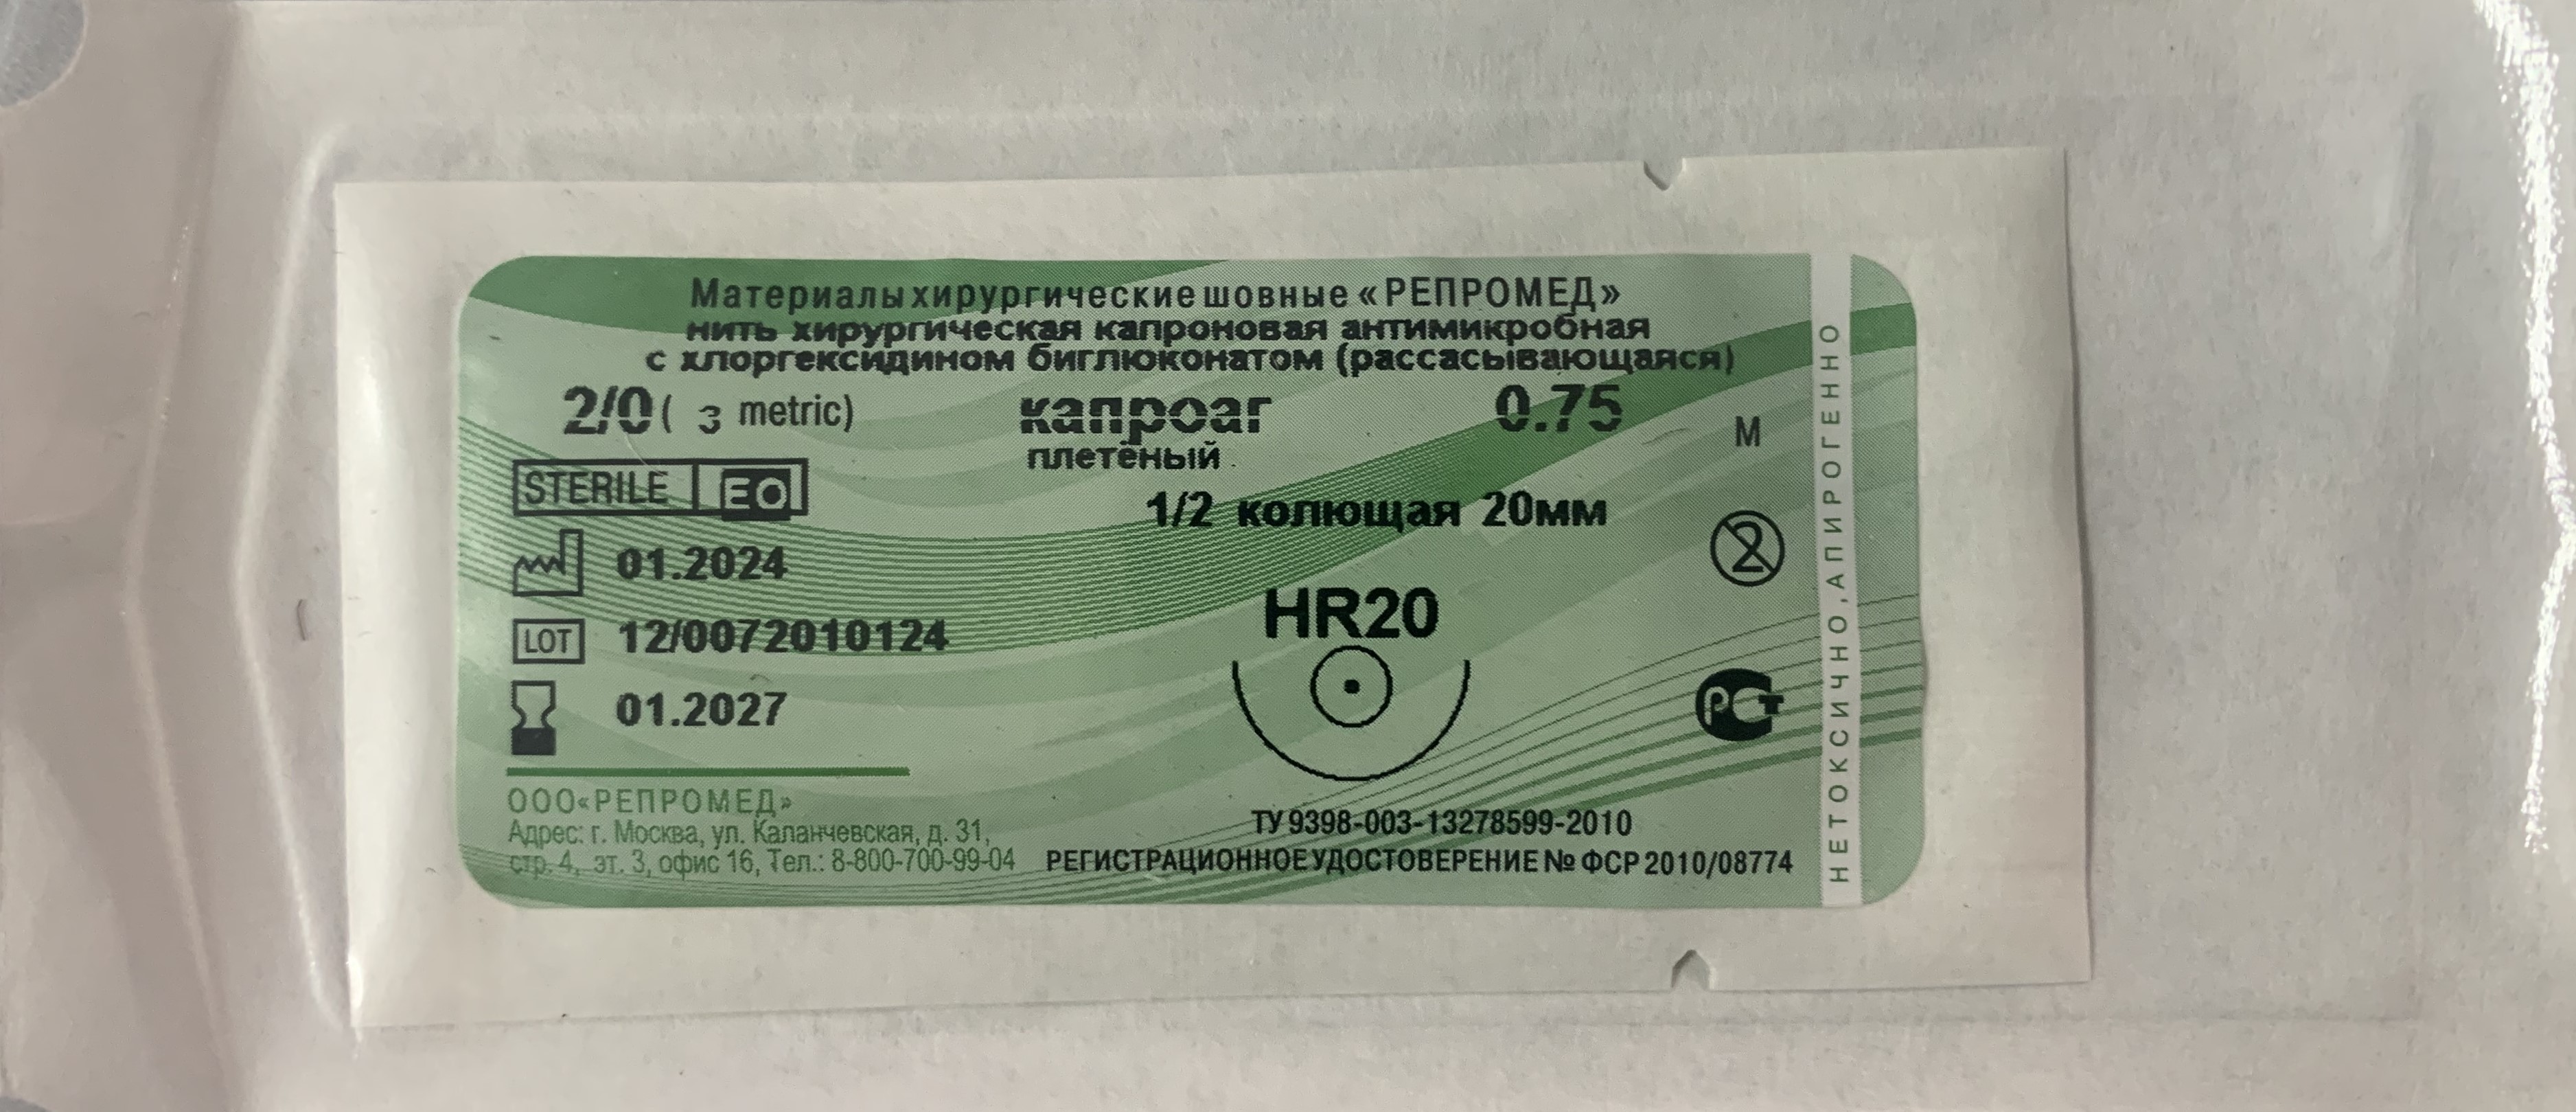 Материалы хирургические шовные «РЕПРОМЕД»
нить хирургическая капроновая антимикробная
с хлоргексидином биглюконатом (рассасывающаяся)
2/0 ( 3 metric) капроаг 0.75 М
плетёный
STERILE EO
1/2 колющая 20мм
01.2024
HR20
2
LOT 12/0072010124
01.2027
РСТ
ООО«РЕПРОМЕД»
Адрес: г. Москва, ул. Каланчевская, д. 31,
стр. 4, эт. 3, офис 16, Тел.: 8-800-700-99-04
ТУ 9398-003-13278599-2010
РЕГИСТРАЦИОННОЕ УДОСТОВЕРЕНИЕ № ФСР 2010/08774
НЕТОКСИЧНО, АПИРОГЕННО